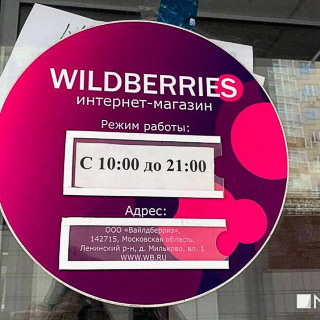 WILDBERRIES
интернет-магазин
Режим работы:
С 10:00 до 21:00
Адрес:
ООО «Вайлдберриз»,
142715, Московская область,
Ленинский р-н, д. Мильково, вл. 1
WWW.WB.RU